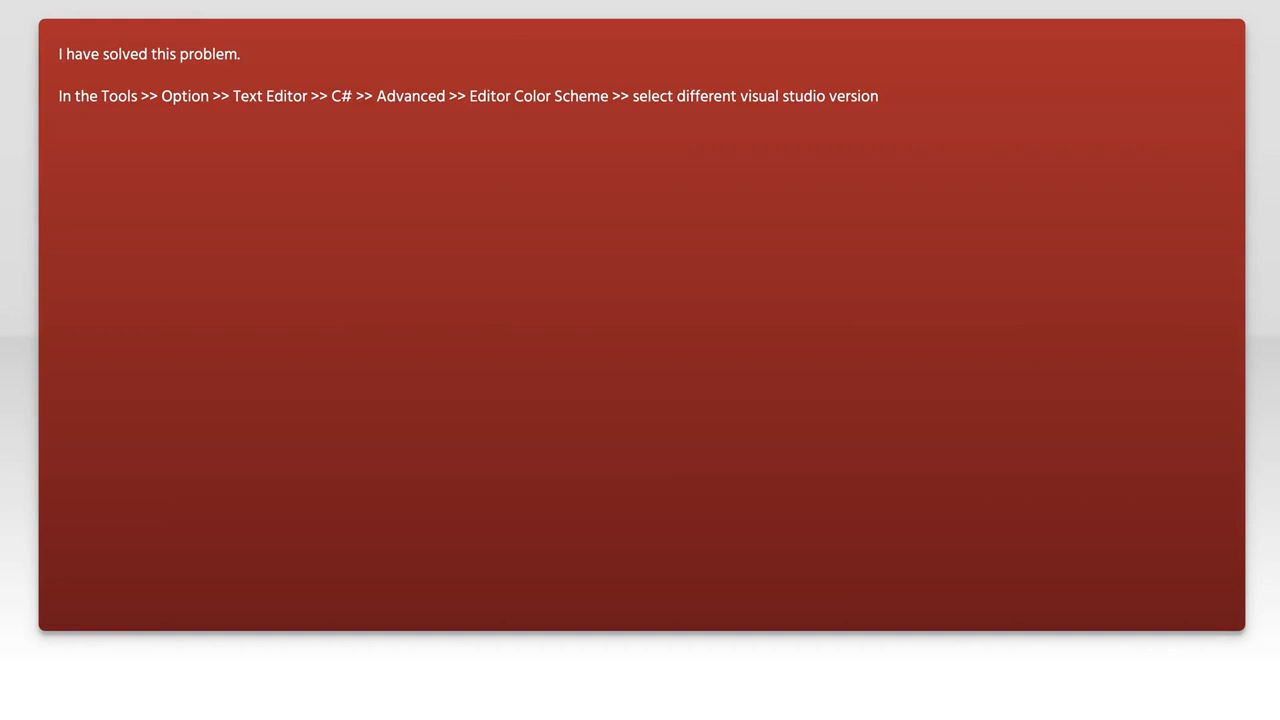 I have solved this problem.
In the Tools >> Option >> Text Editor >> C# >> Advanced >> Editor Color Scheme >> select different visual studio version